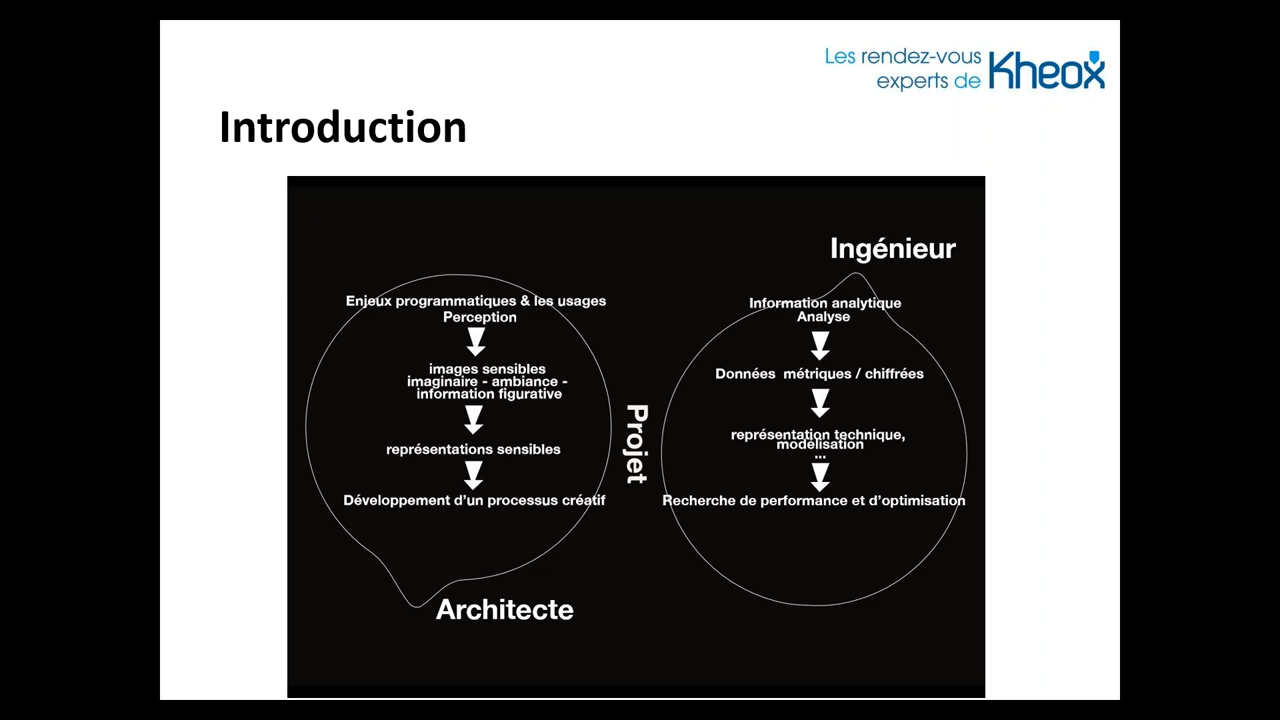 Les rendez-vous
experts de Kheox
Introduction
Enjeux programmatiques & les usages
Perception
images sensibles
imaginaire - ambiance -
information figurative
représentations sensibles
Développement d'un processus créatif
Architecte
Projet
Ingénieur
Information analytique
Analyse
Données métriques / chiffrées
représentation technique,
modélisation
...
Recherche de performance et d'optimisation